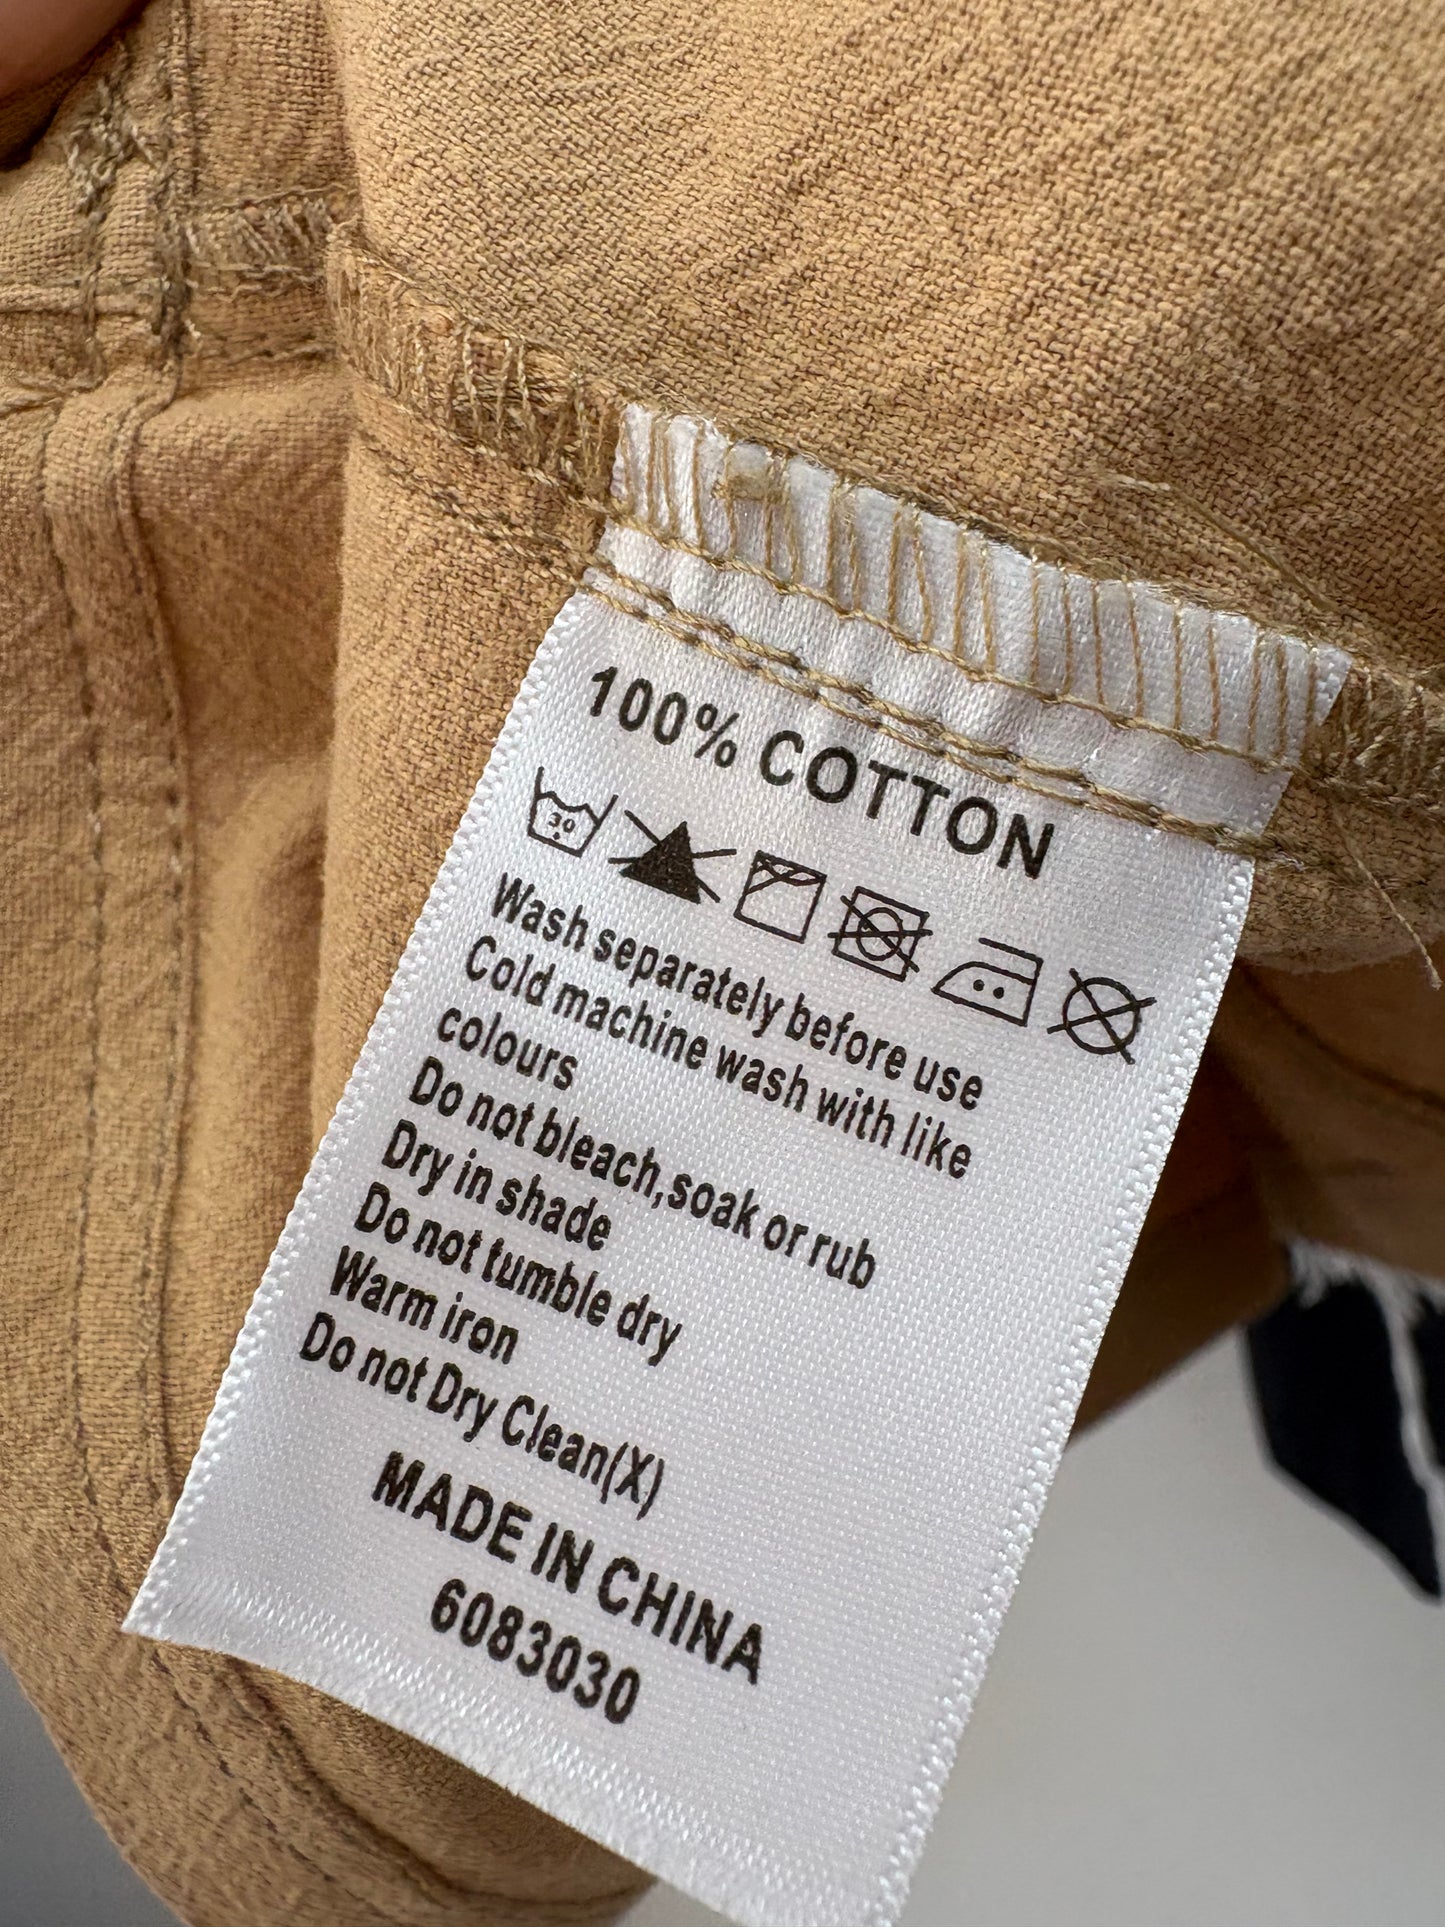 100% COTTON
30
Wash separately before use
Cold machine wash with like
colours
Do not bleach,soak or rub
Dry in shade
Do not tumble dry
Warm iron
Do not Dry Clean(X)
MADE IN CHINA
6083030